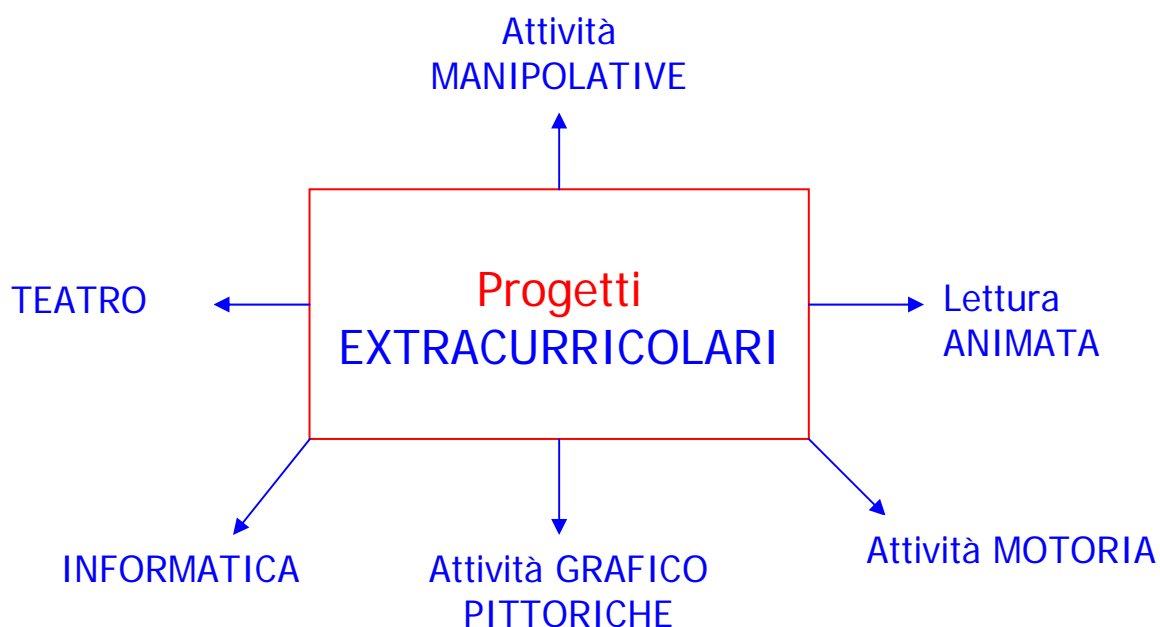 Attività
MANIPOLATIVE
Progetti
EXTRACURRICOLARI
TEATRO
Lettura
ANIMATA
INFORMATICA
Attività GRAFICO
PITTORICHE
Attività MOTORIA